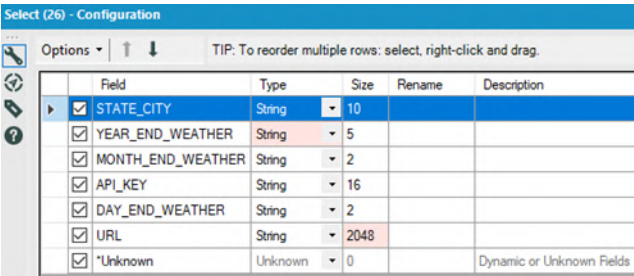 Select (26) - Configuration
Options TIP: To reorder multiple rows: select, right-click and drag.
Field Type Size Rename Description
STATE_CITY String 10
YEAR_END_WEATHER String 5
MONTH_END_WEATHER String 2
API_KEY String 16
DAY_END_WEATHER String 2
URL String 2048
*Unknown Unknown 0 Dynamic or Unknown Fields